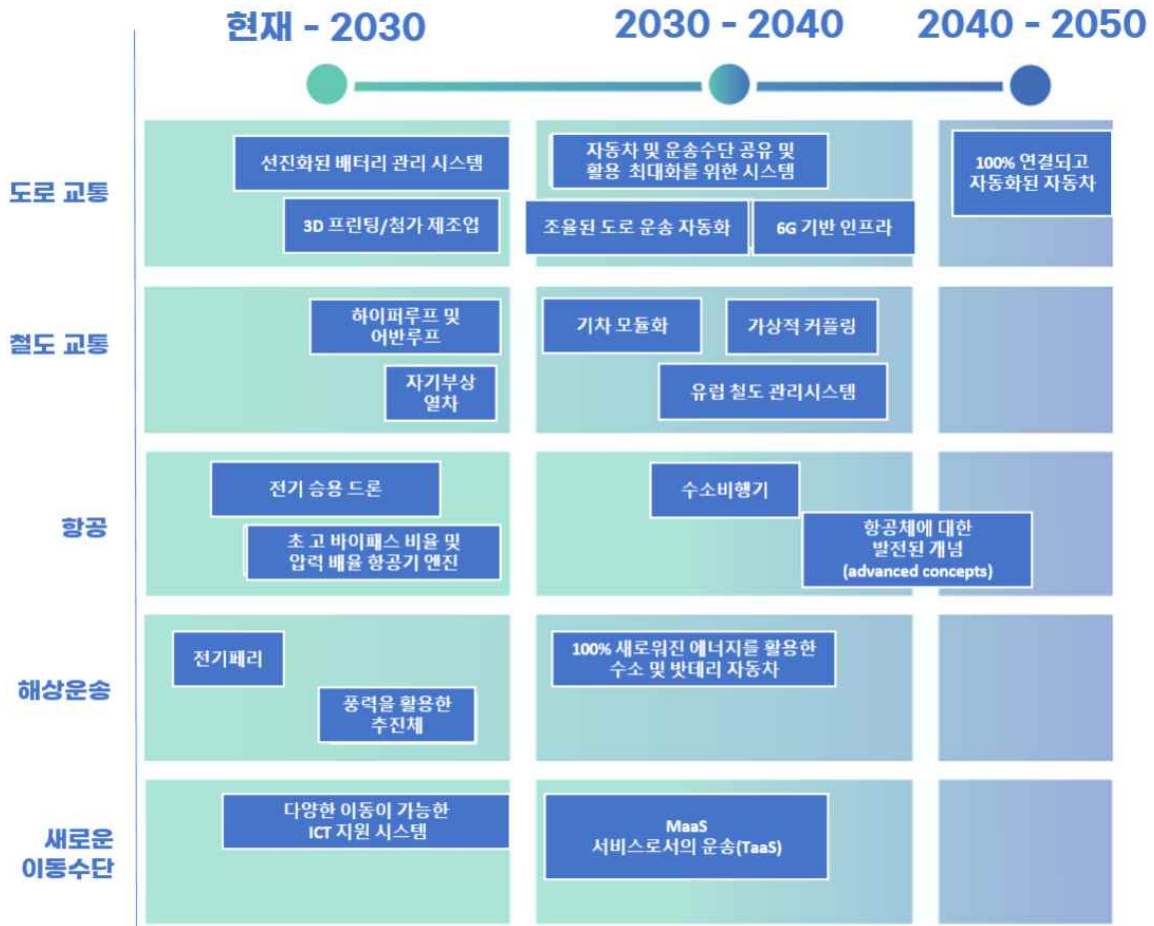 현재 - 2030
2030 - 2040
2040 - 2050
도로 교통
선진화된 배터리 관리 시스템
3D 프린팅/첨가 제조업
자동차 및 운송수단 공유 및
활용 최대화를 위한 시스템
조율된 도로 운송 자동화
6G 기반 인프라
100% 연결되고
자동화된 자동차
철도 교통
하이퍼루프 및
어반루프
자기부상
열차
기차 모듈화
가상적 커플링
유럽 철도 관리시스템
항공
전기 승용 드론
초 고 바이패스 비율 및
압력 배율 항공기 엔진
수소비행기
항공체에 대한
발전된 개념
(advanced concepts)
해상운송
전기페리
풍력을 활용한
추진체
100% 새로워진 에너지를 활용한
수소 및 밧데리 자동차
새로운
이동수단
다양한 이동이 가능한
ICT 지원 시스템
MaaS
서비스로서의 운송(TaaS)